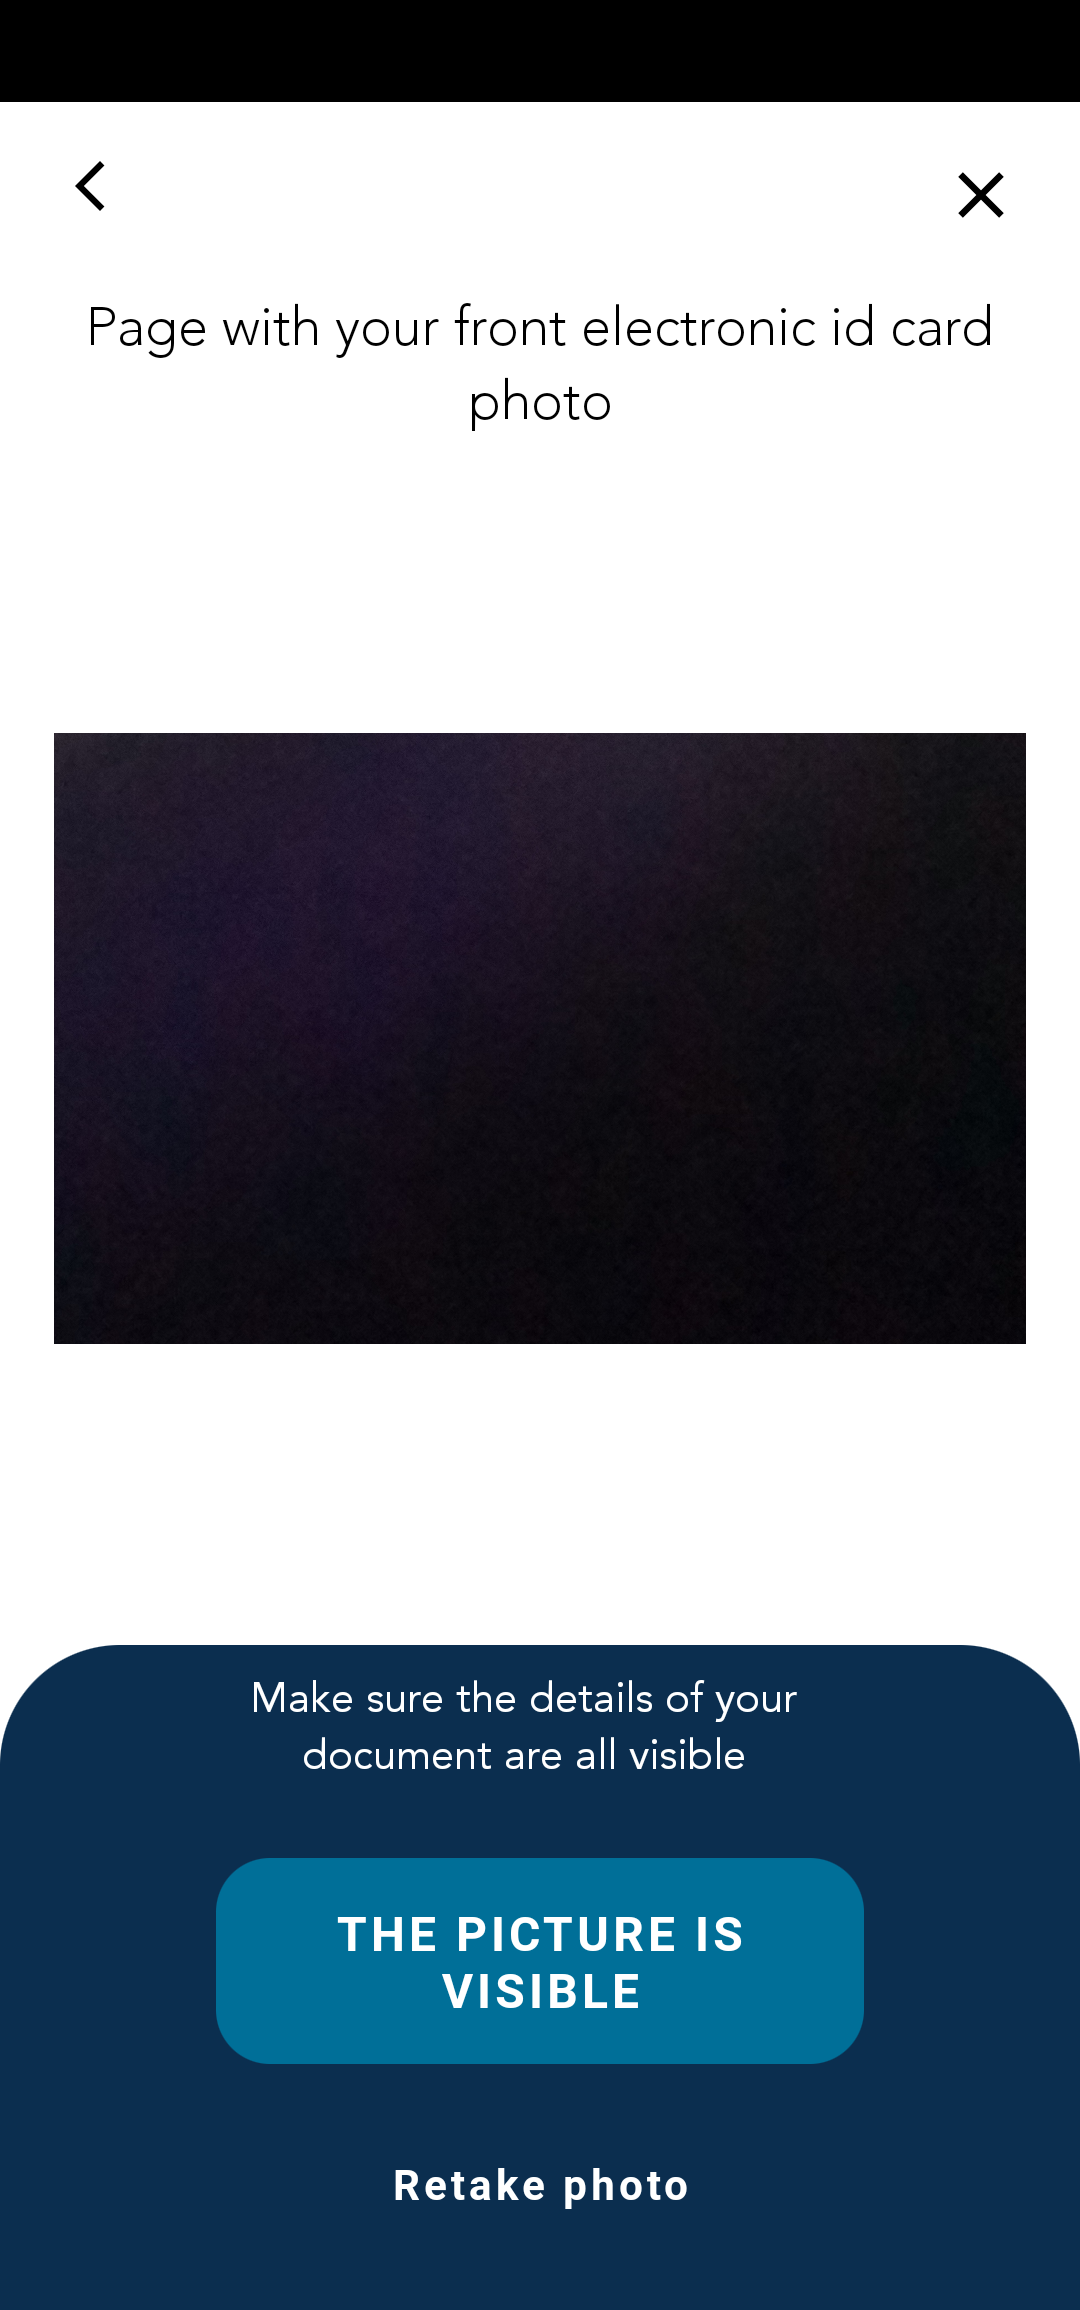 Page with your front electronic id card
photo
Make sure the details of your
document are all visible
THE PICTURE IS
VISIBLE
Retake photo